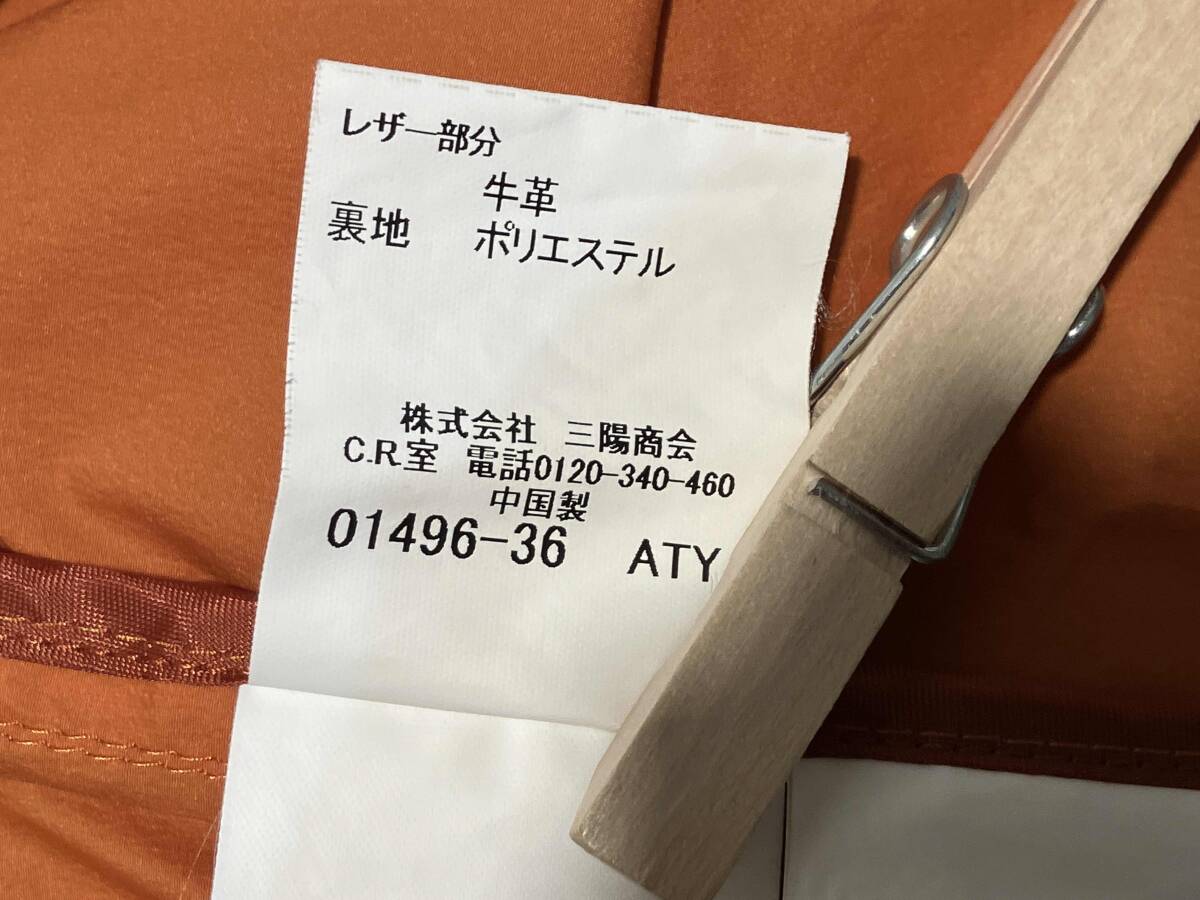 レザー部分
牛革
裏地 ポリエステル
株式会社 三陽商会
C.R.室 電話0120-340-460
中国製
01496-36 ATY